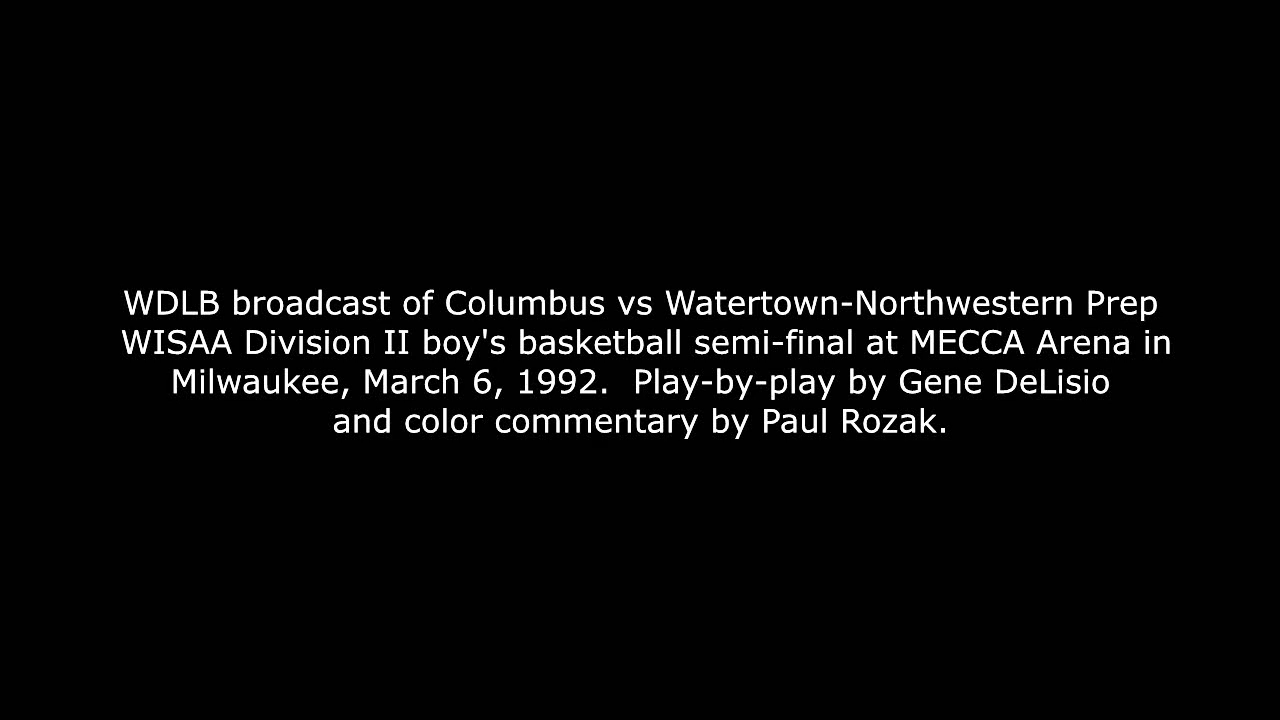 WDLB broadcast of Columbus vs Watertown-Northwestern Prep
WISAA Division II boy's basketball semi-final at MECCA Arena in
Milwaukee, March 6, 1992.  Play-by-play by Gene DeLisio
and color commentary by Paul Rozak.